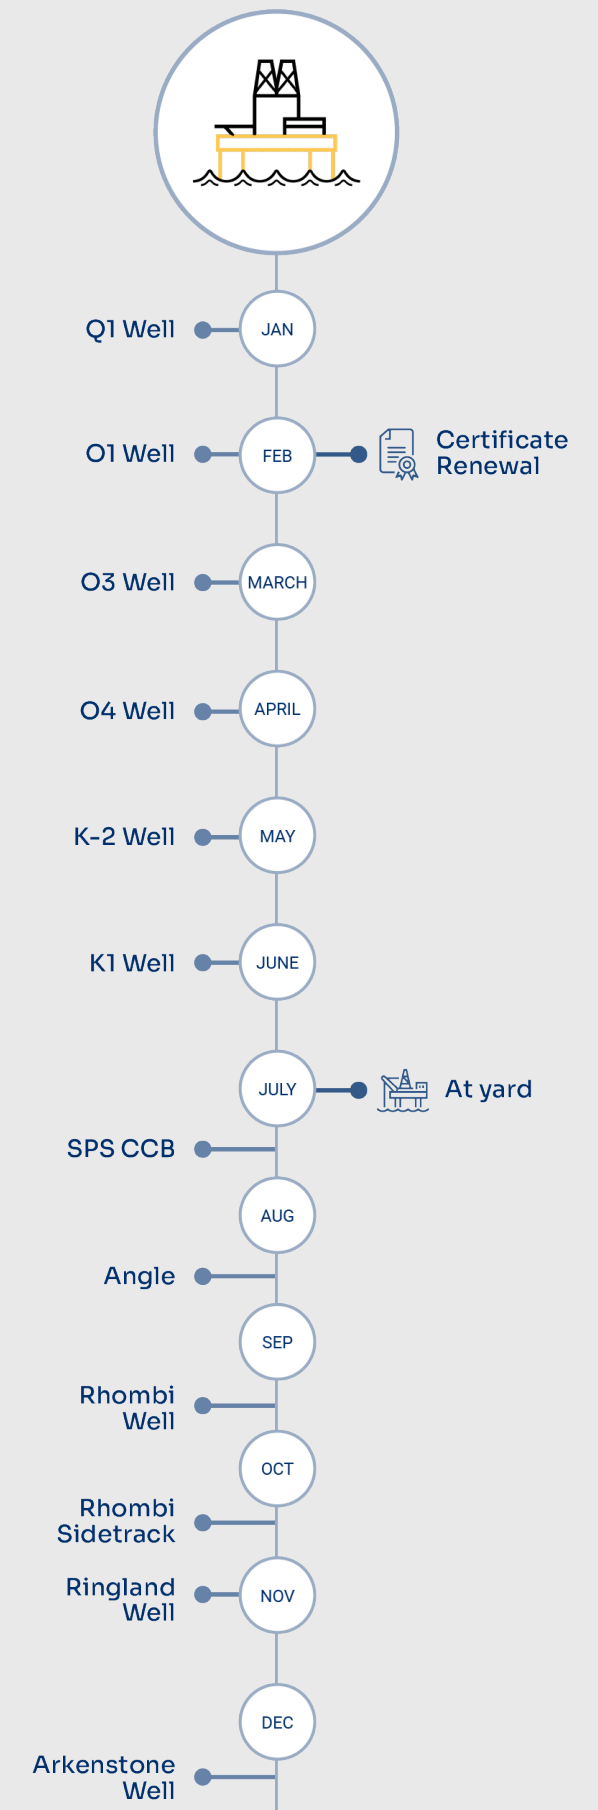 Q1 Well
JAN
O1 Well
FEB
Certificate
Renewal
O3 Well
MARCH
O4 Well
APRIL
K-2 Well
MAY
K1 Well
JUNE
JULY
At yard
SPS CCB
AUG
Angle
SEP
Rhombi
Well
OCT
Rhombi
Sidetrack
Ringland
Well
NOV
DEC
Arkenstone
Well